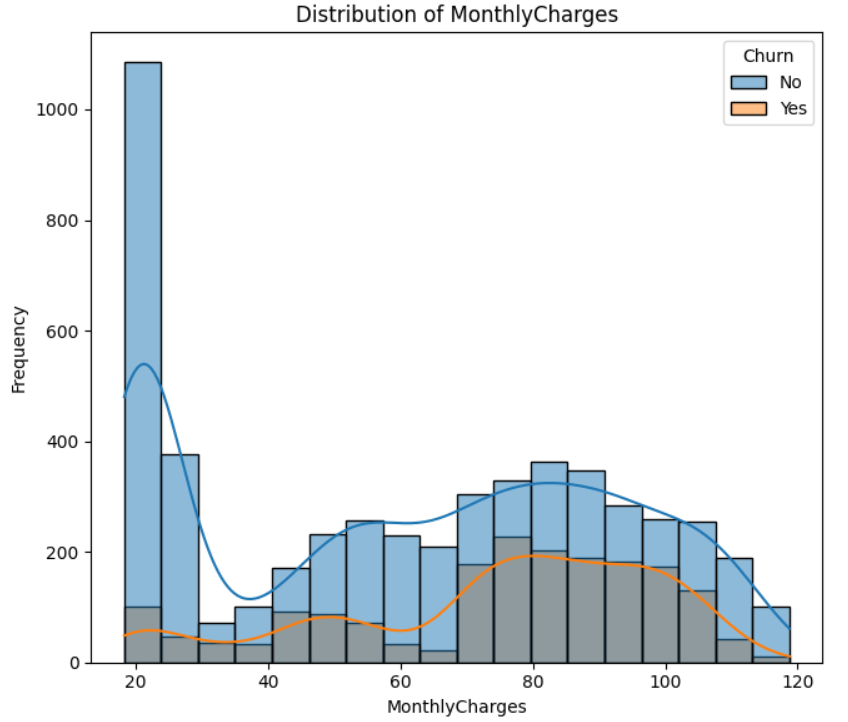 Distribution of MonthlyCharges
Churn
No
Yes
Frequency
1000
800
600
400
200
0
20 40 60 80 100 120
MonthlyCharges